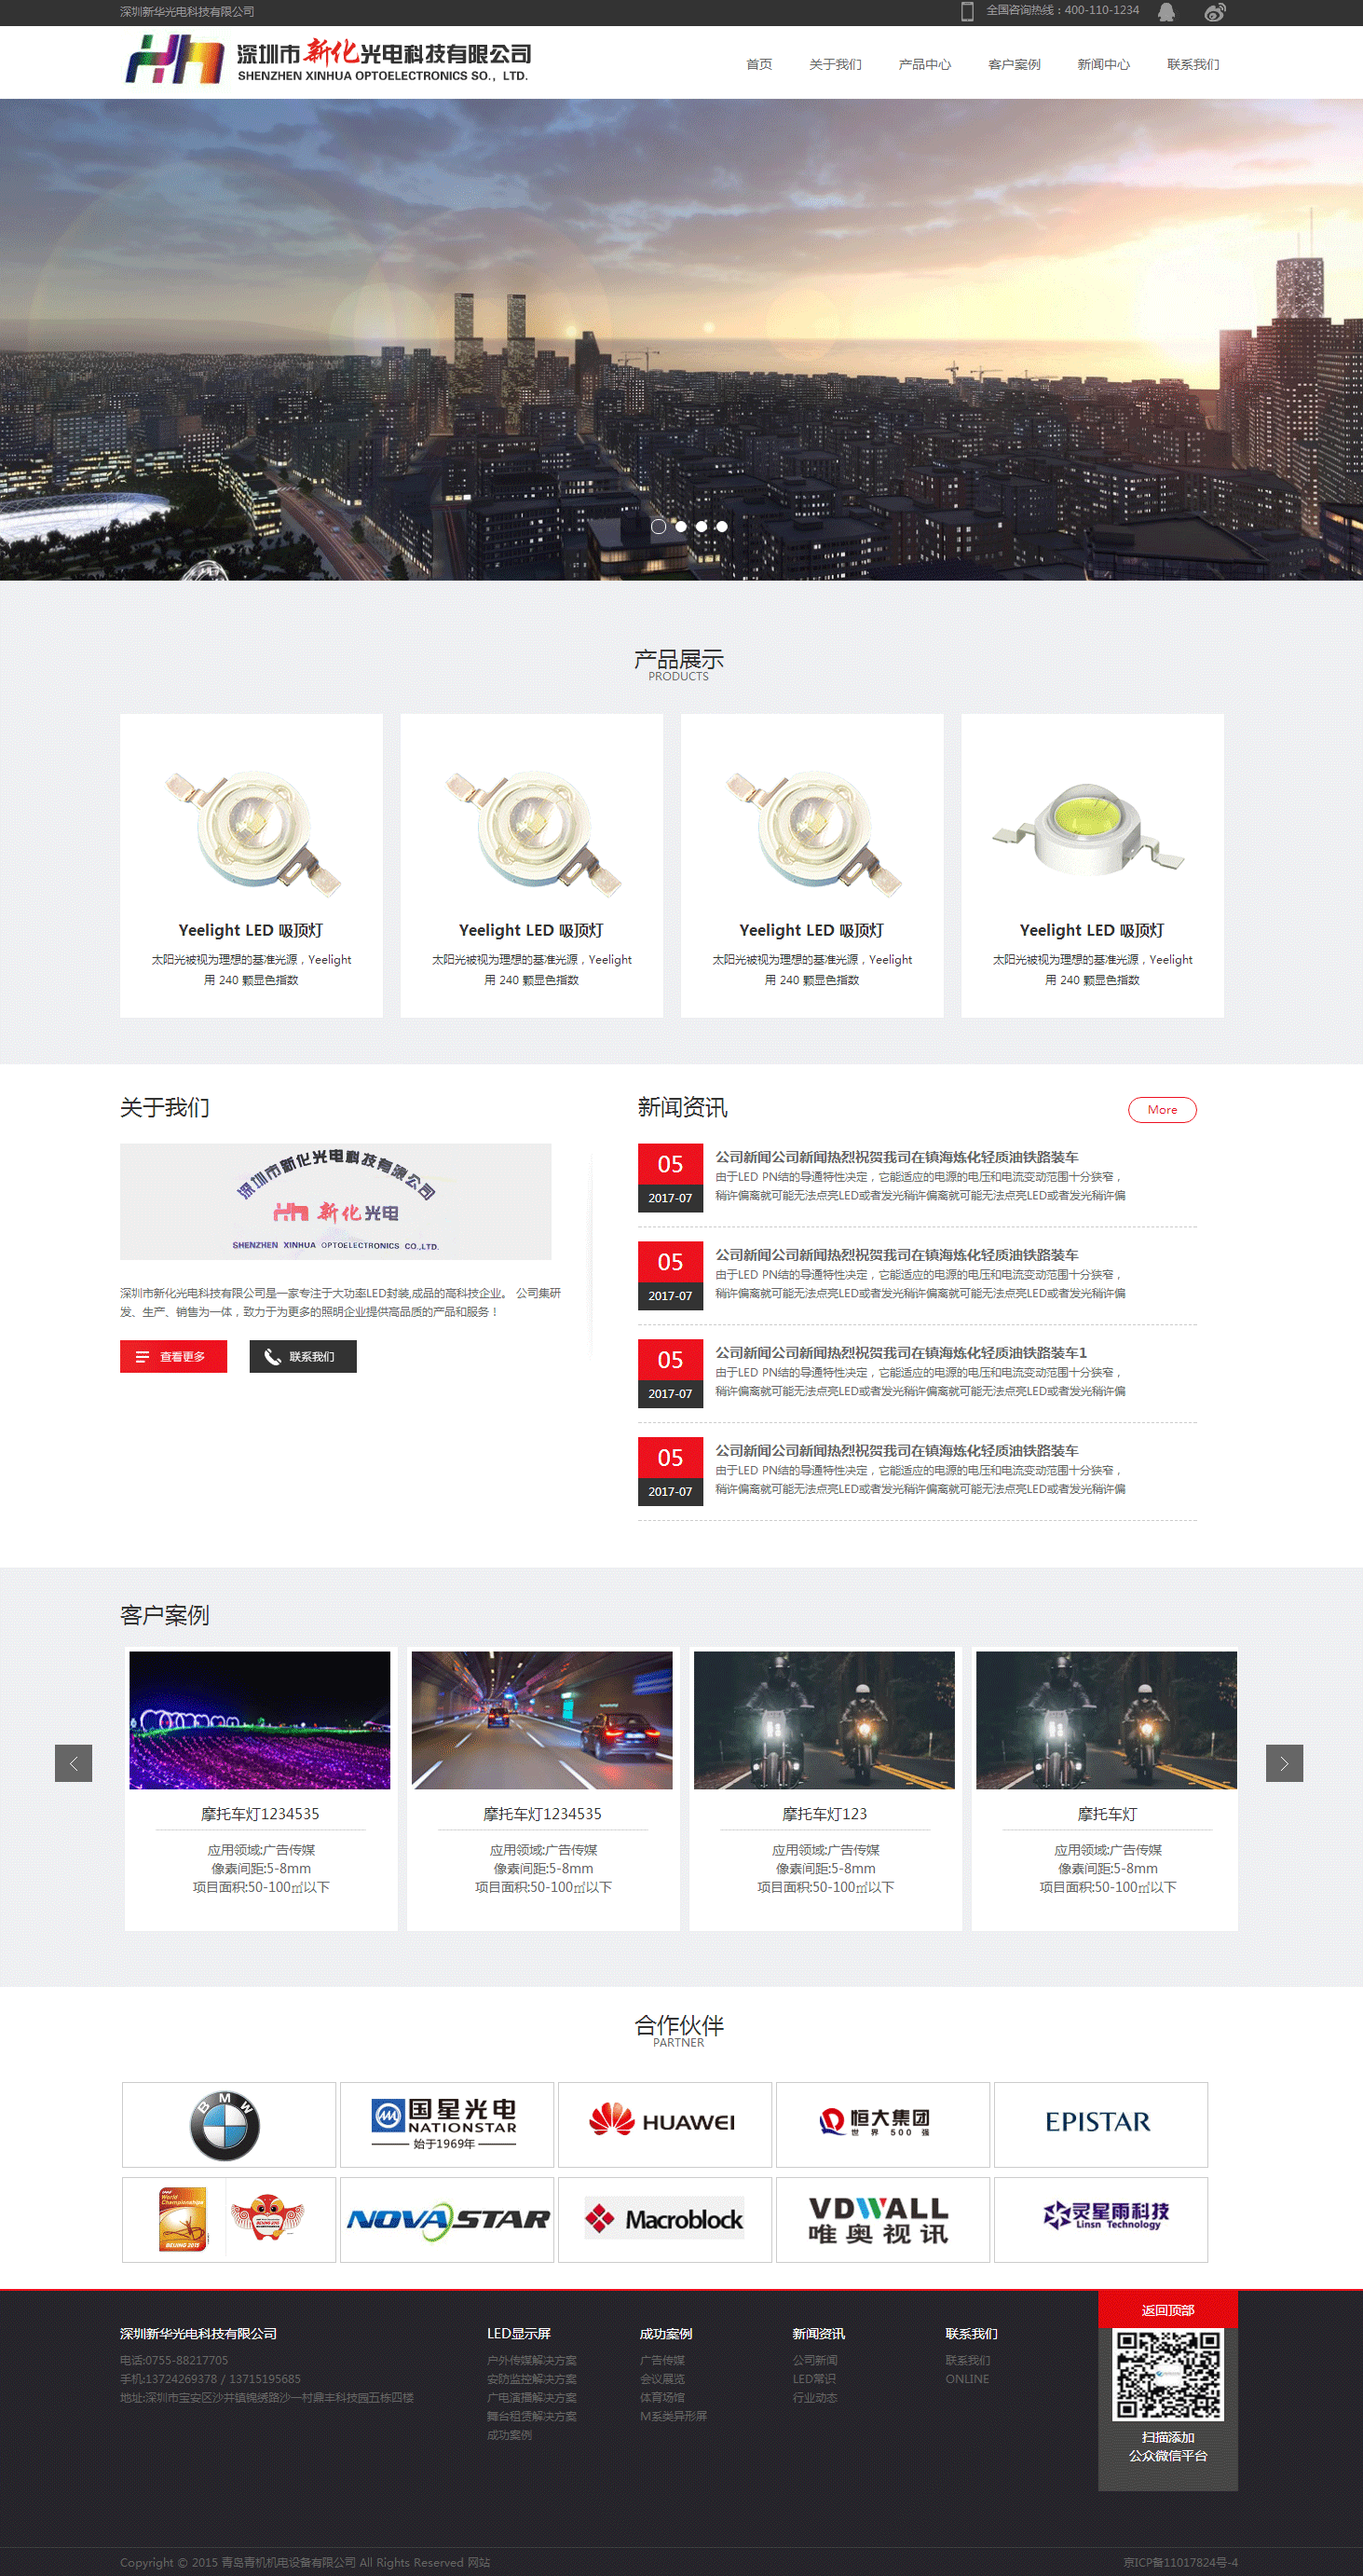 深圳新华光电科技有限公司
全国咨询热线：400-110-1234
深圳市新化光电科技有限公司
SHENZHEN XINHUA OPTOELECTRONICS SO., LTD.
首页 关于我们 产品中心 客户案例 新闻中心 联系我们
产品展示
PRODUCTS
Yeelight LED 吸顶灯
太阳光被视为理想的基准光源，Yeelight
用 240 颗显色指数
Yeelight LED 吸顶灯
太阳光被视为理想的基准光源，Yeelight
用 240 颗显色指数
Yeelight LED 吸顶灯
太阳光被视为理想的基准光源，Yeelight
用 240 颗显色指数
Yeelight LED 吸顶灯
太阳光被视为理想的基准光源，Yeelight
用 240 颗显色指数
关于我们
深圳市新化光电科技有限公司
新化光电
SHENZHEN XINHUA OPTOELECTRONICS CO.,LTD.
深圳市新化光电科技有限公司是一家专注于大功率LED封装,成品的高科技企业。 公司集研
发、生产、销售为一体，致力于为更多的照明企业提供高品质的产品和服务！
查看更多
联系我们
新闻资讯
More
05
2017-07
公司新闻公司新闻热烈祝贺我司在镇海炼化轻质油铁路装车
由于LED PN结的导通特性决定，它能适应的电源的电压和电流变动范围十分狭窄，
稍许偏离就可能无法点亮LED或者发光稍许偏离就可能无法点亮LED或者发光稍许偏
05
2017-07
公司新闻公司新闻热烈祝贺我司在镇海炼化轻质油铁路装车
由于LED PN结的导通特性决定，它能适应的电源的电压和电流变动范围十分狭窄，
稍许偏离就可能无法点亮LED或者发光稍许偏离就可能无法点亮LED或者发光稍许偏
05
2017-07
公司新闻公司新闻热烈祝贺我司在镇海炼化轻质油铁路装车1
由于LED PN结的导通特性决定，它能适应的电源的电压和电流变动范围十分狭窄，
稍许偏离就可能无法点亮LED或者发光稍许偏离就可能无法点亮LED或者发光稍许偏
05
2017-07
公司新闻公司新闻热烈祝贺我司在镇海炼化轻质油铁路装车
由于LED PN结的导通特性决定，它能适应的电源的电压和电流变动范围十分狭窄，
稍许偏离就可能无法点亮LED或者发光稍许偏离就可能无法点亮LED或者发光稍许偏
客户案例
摩托车灯1234535
应用领域:广告传媒
像素间距:5-8mm
项目面积:50-100㎡以下
摩托车灯1234535
应用领域:广告传媒
像素间距:5-8mm
项目面积:50-100㎡以下
摩托车灯123
应用领域:广告传媒
像素间距:5-8mm
项目面积:50-100㎡以下
摩托车灯
应用领域:广告传媒
像素间距:5-8mm
项目面积:50-100㎡以下
合作伙伴
PARTNER
BMW
国星光电
NATIONSTAR
始于1969年
HUAWEI
恒大集团
世界500强
EPISTAR
World
Championships
BEIJING 2015
NOVASTAR
Macroblock
VDWALL
唯奥视讯
灵星雨科技
Linsn Technology
深圳新华光电科技有限公司
电话:0755-88217705
手机:13724269378 / 13715195685
地址:深圳市宝安区沙井镇锦绣路沙一村鼎丰科技园五栋四楼
LED显示屏
户外传媒解决方案
安防监控解决方案
广电演播解决方案
舞台租赁解决方案
成功案例
成功案例
广告传媒
会议展览
体育场馆
M系类异形屏
新闻资讯
公司新闻
LED常识
行业动态
联系我们
联系我们
ONLINE
返回顶部
扫描添加
公众微信平台
Copyright © 2015 青岛青机机电设备有限公司 All Rights Reserved 网站
京ICP备11017824号-4